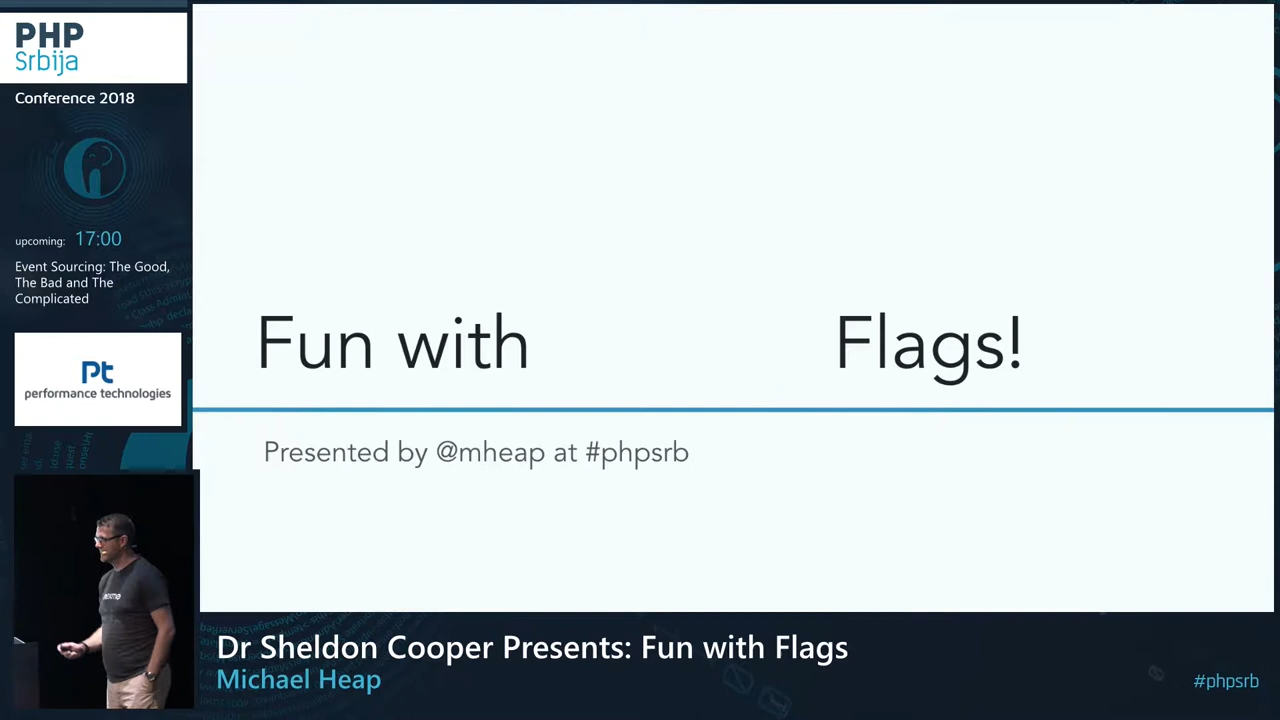 PHP
Srbija
Conference 2018
upcoming: 17:00
Event Sourcing: The Good,
The Bad and The
Complicated
pt
performance technologies
Fun with Flags!
Presented by @mheap at #phpsrb
Dr Sheldon Cooper Presents: Fun with Flags
Michael Heap
#phpsrb